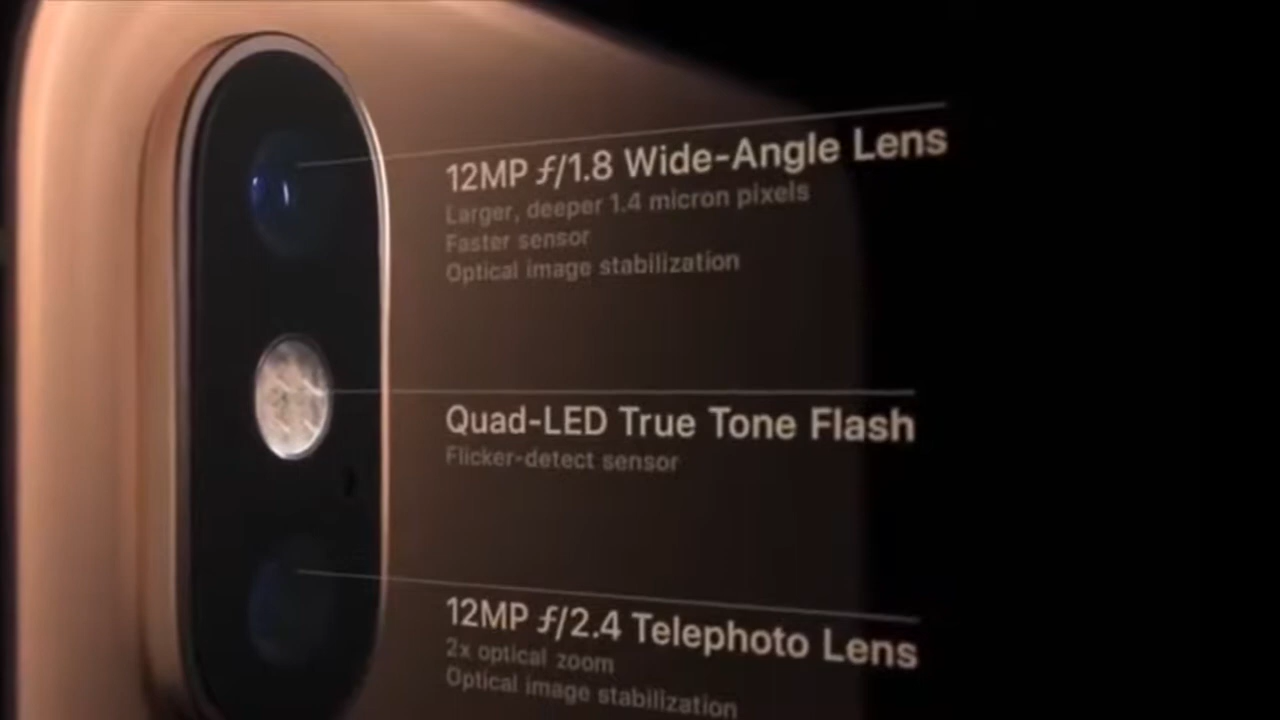 12MP ƒ/1.8 Wide-Angle Lens
Larger, deeper 1.4 micron pixels
Faster sensor
Optical image stabilization
Quad-LED True Tone Flash
Flicker-detect sensor
12MP ƒ/2.4 Telephoto Lens
2x optical zoom
Optical image stabilization